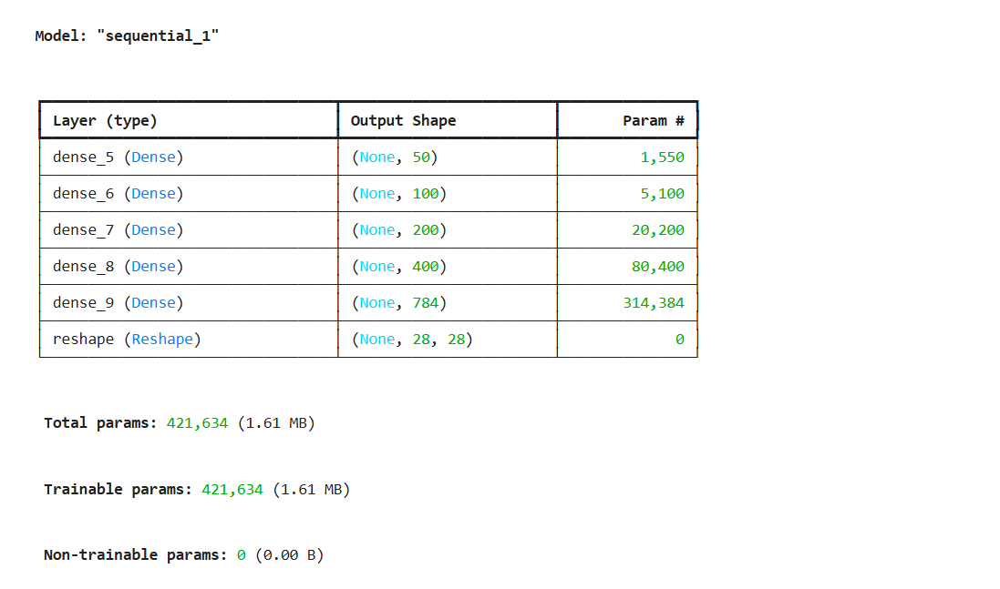 Model: "sequential_1"
Layer (type) Output Shape Param #
dense_5 (Dense) (None, 50) 1,550
dense_6 (Dense) (None, 100) 5,100
dense_7 (Dense) (None, 200) 20,200
dense_8 (Dense) (None, 400) 80,400
dense_9 (Dense) (None, 784) 314,384
reshape (Reshape) (None, 28, 28) 0
Total params: 421,634 (1.61 MB)
Trainable params: 421,634 (1.61 MB)
Non-trainable params: 0 (0.00 B)